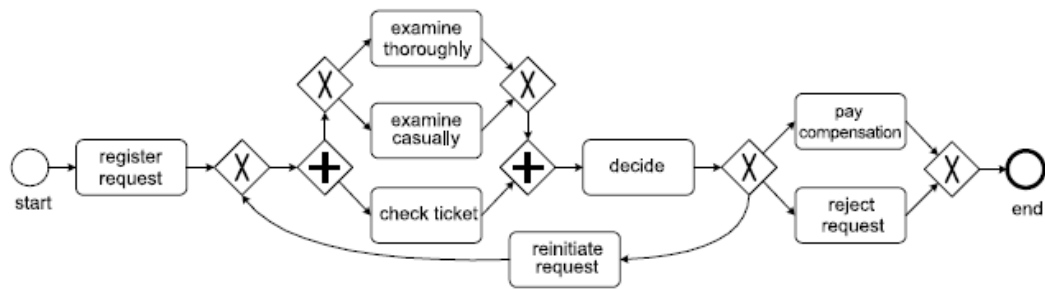 start
register
request
examine
thoroughly
examine
casually
check ticket
decide
reinitiate
request
pay
compensation
reject
request
end